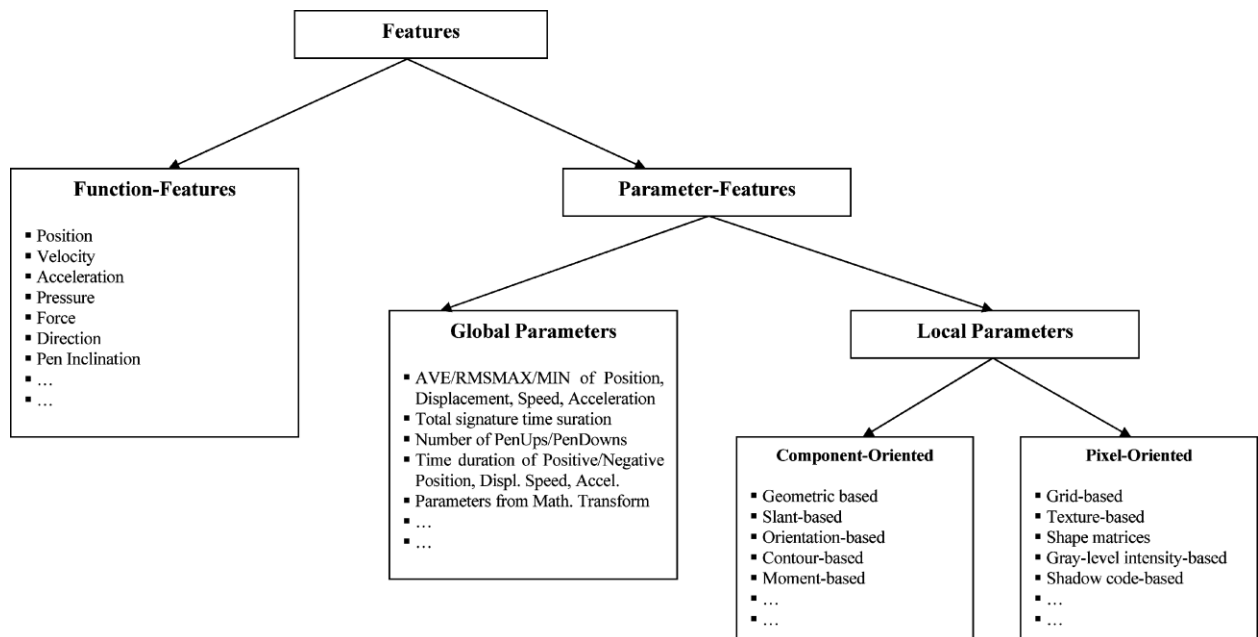 Features
Function-Features
▪ Position
▪ Velocity
▪ Acceleration
▪ Pressure
▪ Force
▪ Direction
▪ Pen Inclination
▪ …
▪ …
Parameter-Features
Global Parameters
▪ AVE/RMSMAX/MIN of Position,
Displacement, Speed, Acceleration
▪ Total signature time suration
▪ Number of PenUps/PenDowns
▪ Time duration of Positive/Negative
Position, Displ. Speed, Accel.
▪ Parameters from Math. Transform
▪ …
▪ …
Local Parameters
Component-Oriented
▪ Geometric based
▪ Slant-based
▪ Orientation-based
▪ Contour-based
▪ Moment-based
▪ …
▪ …
Pixel-Oriented
▪ Grid-based
▪ Texture-based
▪ Shape matrices
▪ Gray-level intensity-based
▪ Shadow code-based
▪ …
▪ …